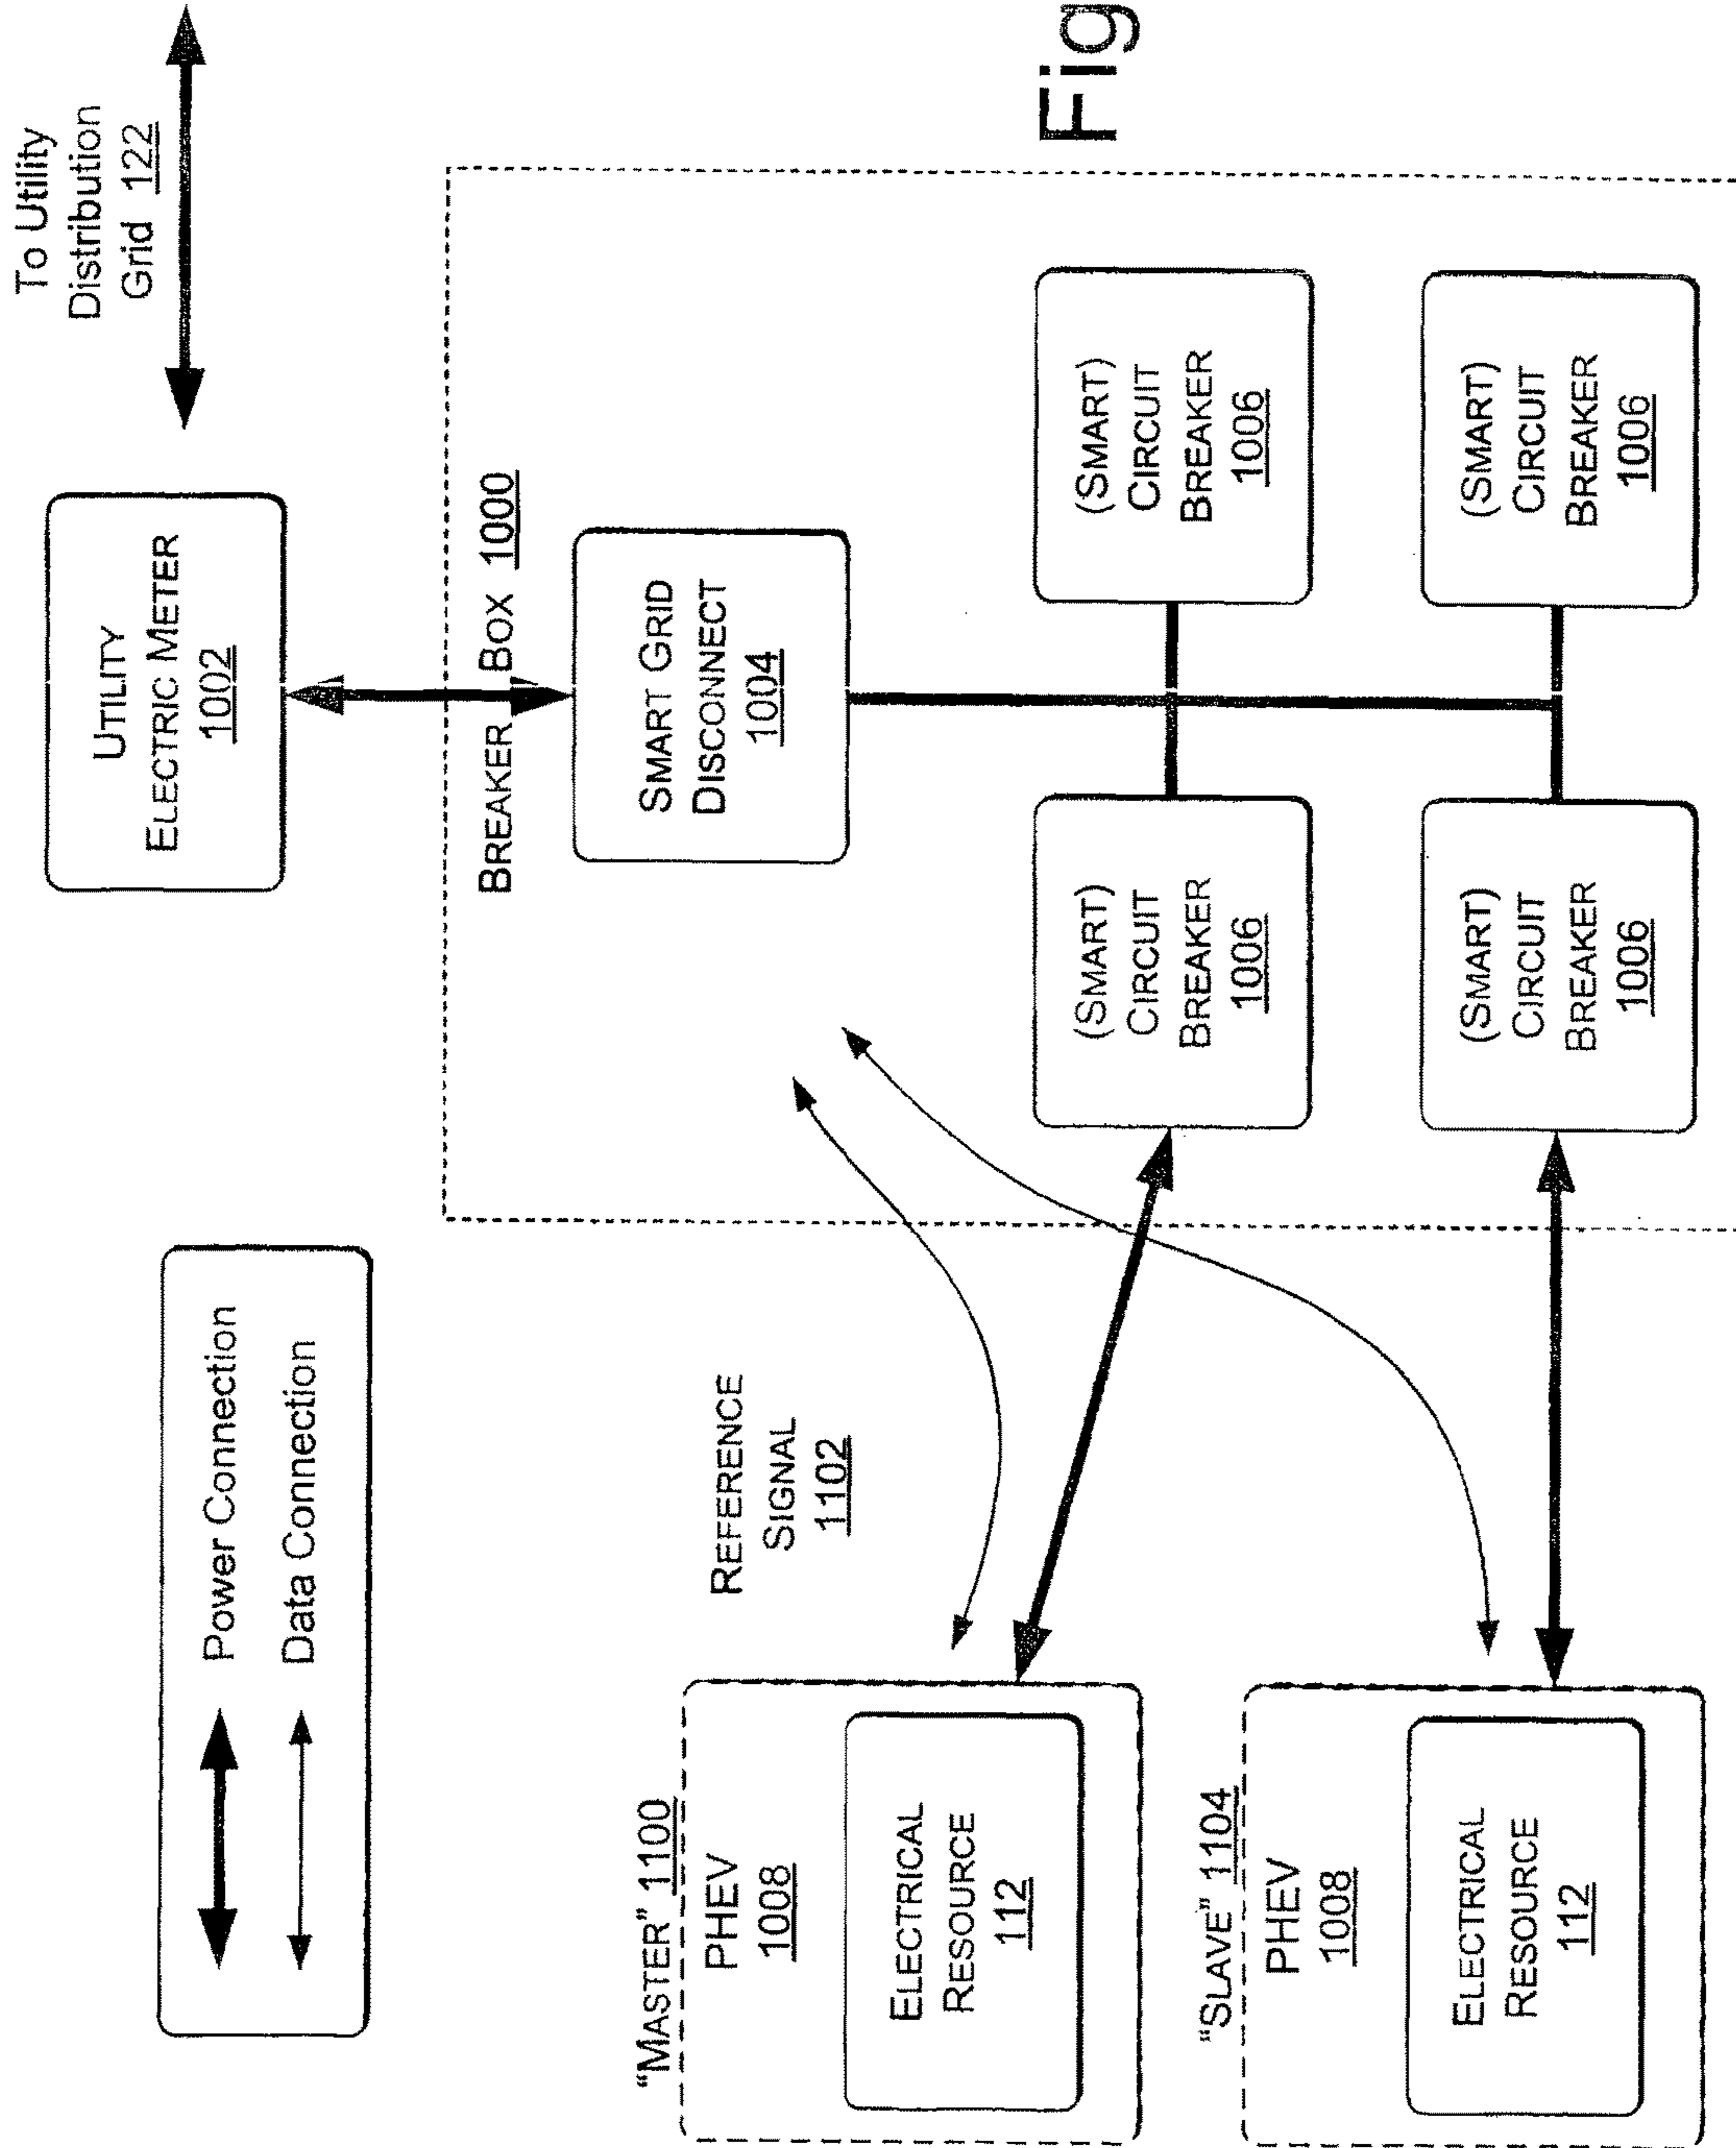 To Utility
Distribution
Grid 122
UTILITY
ELECTRIC METER
1002
BREAKER BOX 1000
SMART GRID
DISCONNECT
1004
(SMART)
CIRCUIT
BREAKER
1006
(SMART)
CIRCUIT
BREAKER
1006
(SMART)
CIRCUIT
BREAKER
1006
(SMART)
CIRCUIT
BREAKER
1006
Power Connection
Data Connection
REFERENCE
SIGNAL
1102
"MASTER" 1100
PHEV
1008
ELECTRICAL
RESOURCE
112
"SLAVE" 1104
PHEV
1008
ELECTRICAL
RESOURCE
112
Fig